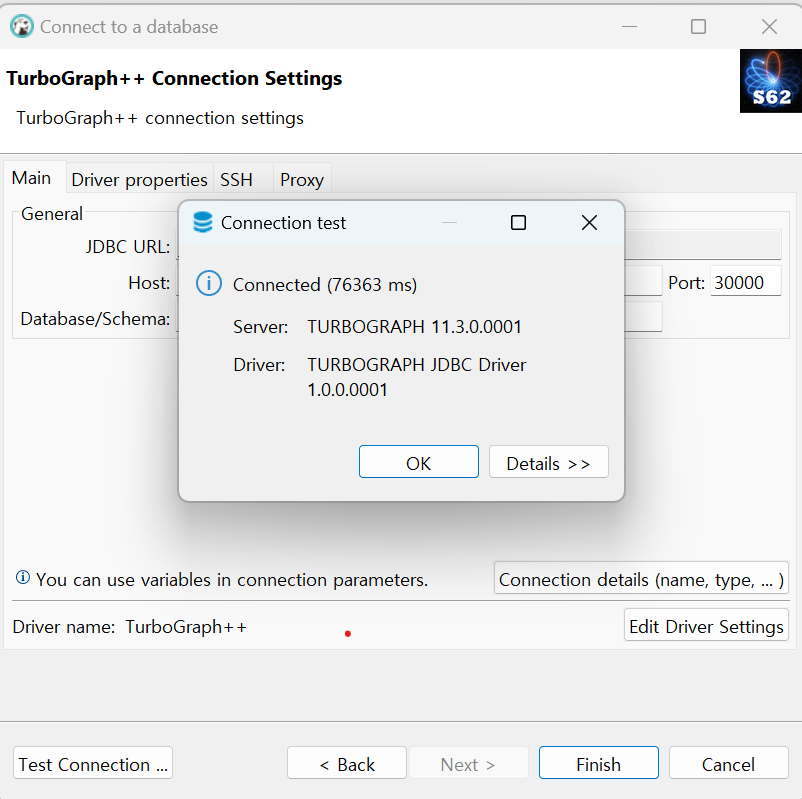 Connect to a database
TurboGraph++ Connection Settings
TurboGraph++ connection settings
S62
Main
Driver properties
SSH
Proxy
General
JDBC URL:
Host:
Port: 30000
Database/Schema:
Connection test
Connected (76363 ms)
Server: TURBOGRAPH 11.3.0.0001
Driver: TURBOGRAPH JDBC Driver
1.0.0.0001
OK
Details >>
You can use variables in connection parameters.
Connection details (name, type, ... )
Driver name: TurboGraph++
Edit Driver Settings
Test Connection ...
< Back
Next >
Finish
Cancel